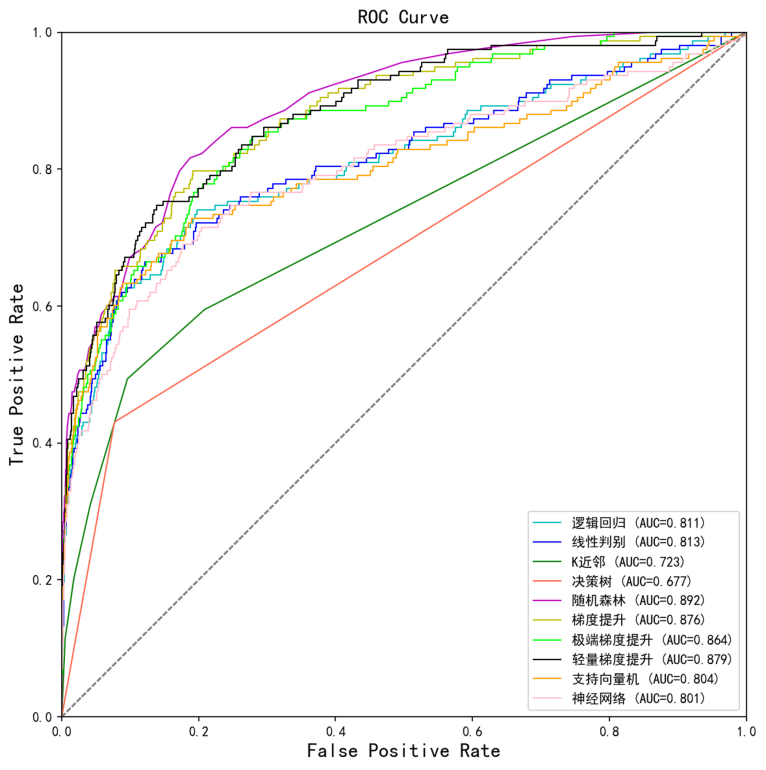 ROC Curve
1.0
0.8
0.6
0.4
0.2
0.0
True Positive Rate
逻辑回归 (AUC=0.811)
线性判别 (AUC=0.813)
K近邻 (AUC=0.723)
决策树 (AUC=0.677)
随机森林 (AUC=0.892)
梯度提升 (AUC=0.876)
极端梯度提升 (AUC=0.864)
轻量梯度提升 (AUC=0.879)
支持向量机 (AUC=0.804)
神经网络 (AUC=0.801)
0.0 0.2 0.4 0.6 0.8 1.0
False Positive Rate